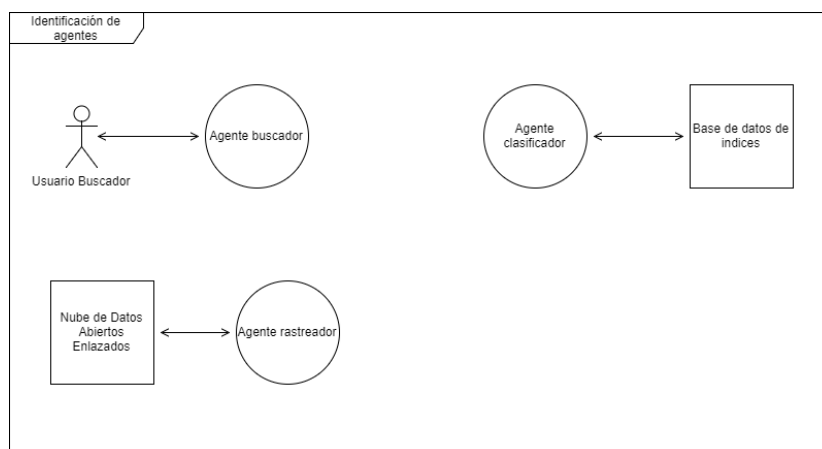 Identificación de
agentes
Usuario Buscador
Agente buscador
Agente
clasificador
Base de datos de
indices
Nube de Datos
Abiertos
Enlazados
Agente rastreador